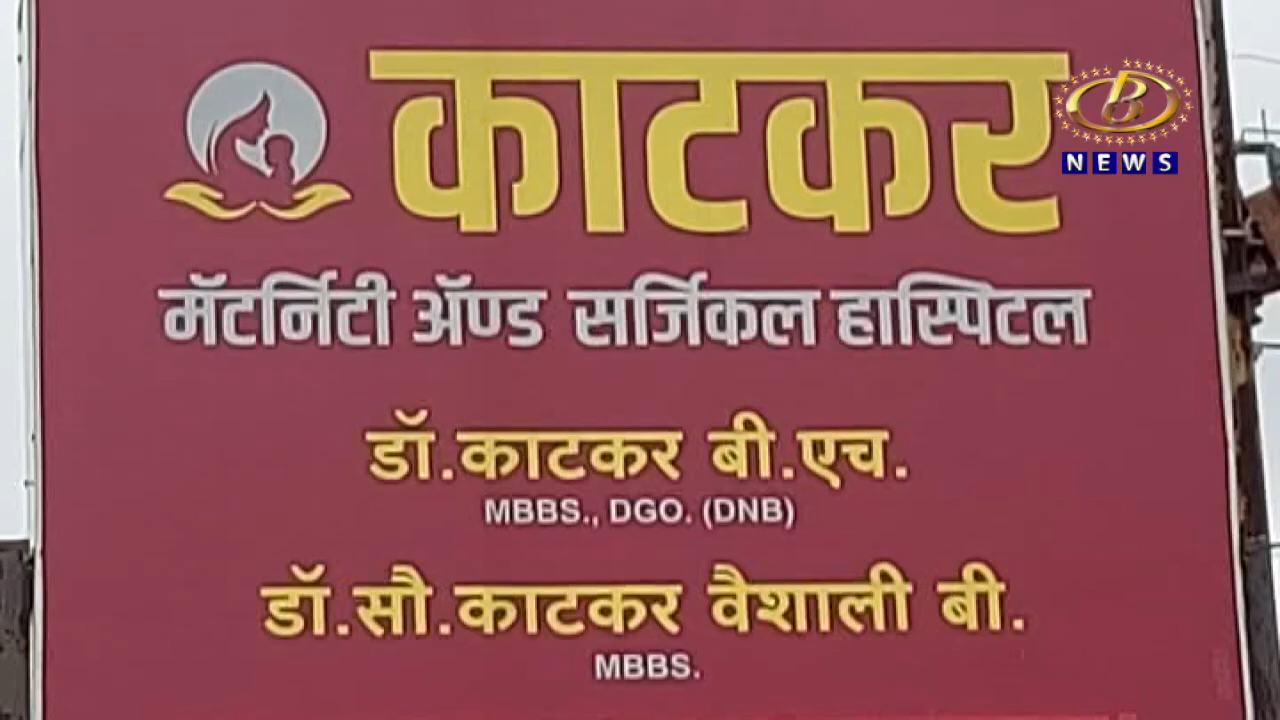 काटकर
B
NEWS
मॅटर्निटी ॲण्ड सर्जिकल हास्पिटल
डॉ.काटकर बी.एच.
MBBS., DGO. (DNB)
डॉ.सौ.काटकर वैशाली बी.
MBBS.